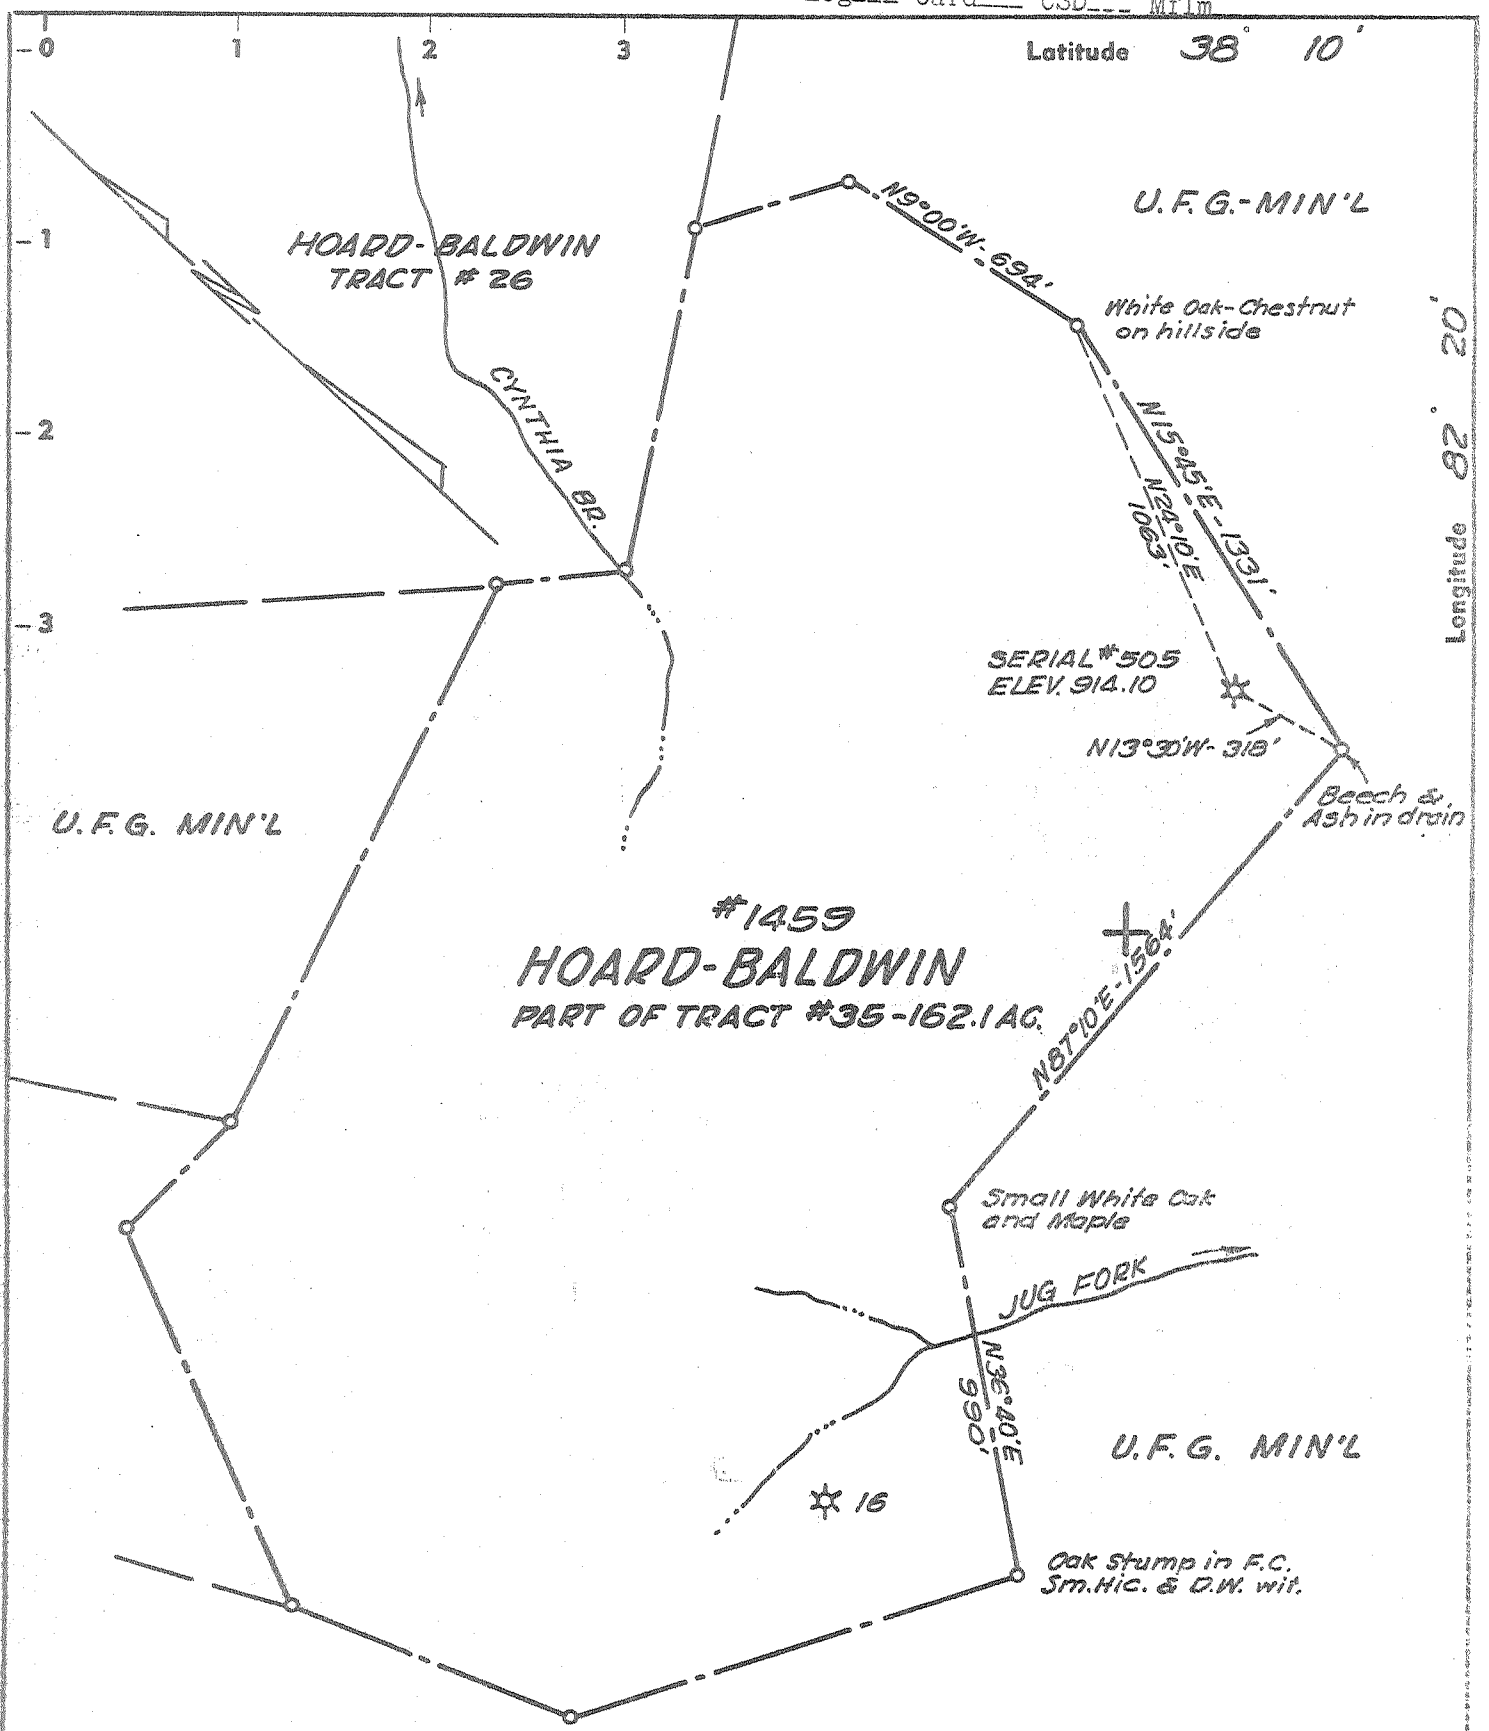 0 1 2 3
Latitude 38° 10'
U.F.G.-MIN'L
N9°00'W-694'
-1
HOARD-BALDWIN
TRACT # 26
White Oak-Chestnut
on hillside
Longitude 82° 20'
CYNTHIA BR.
-2
N15°45'E-1331'
N24°10'E
1063'
-3
SERIAL #505
ELEV. 914.10
N13°30'W-318'
Beech &
Ash in drain
U.F.G. MIN'L
#1459
HOARD-BALDWIN
PART OF TRACT #35-162.1 AC.
N87°10'E-1564'
Small White Oak
and Maple
JUG FORK
N36°40'E
990'
U.F.G. MIN'L
16
Oak Stump in F.C.
Sm.Hic. & D.W. wit.